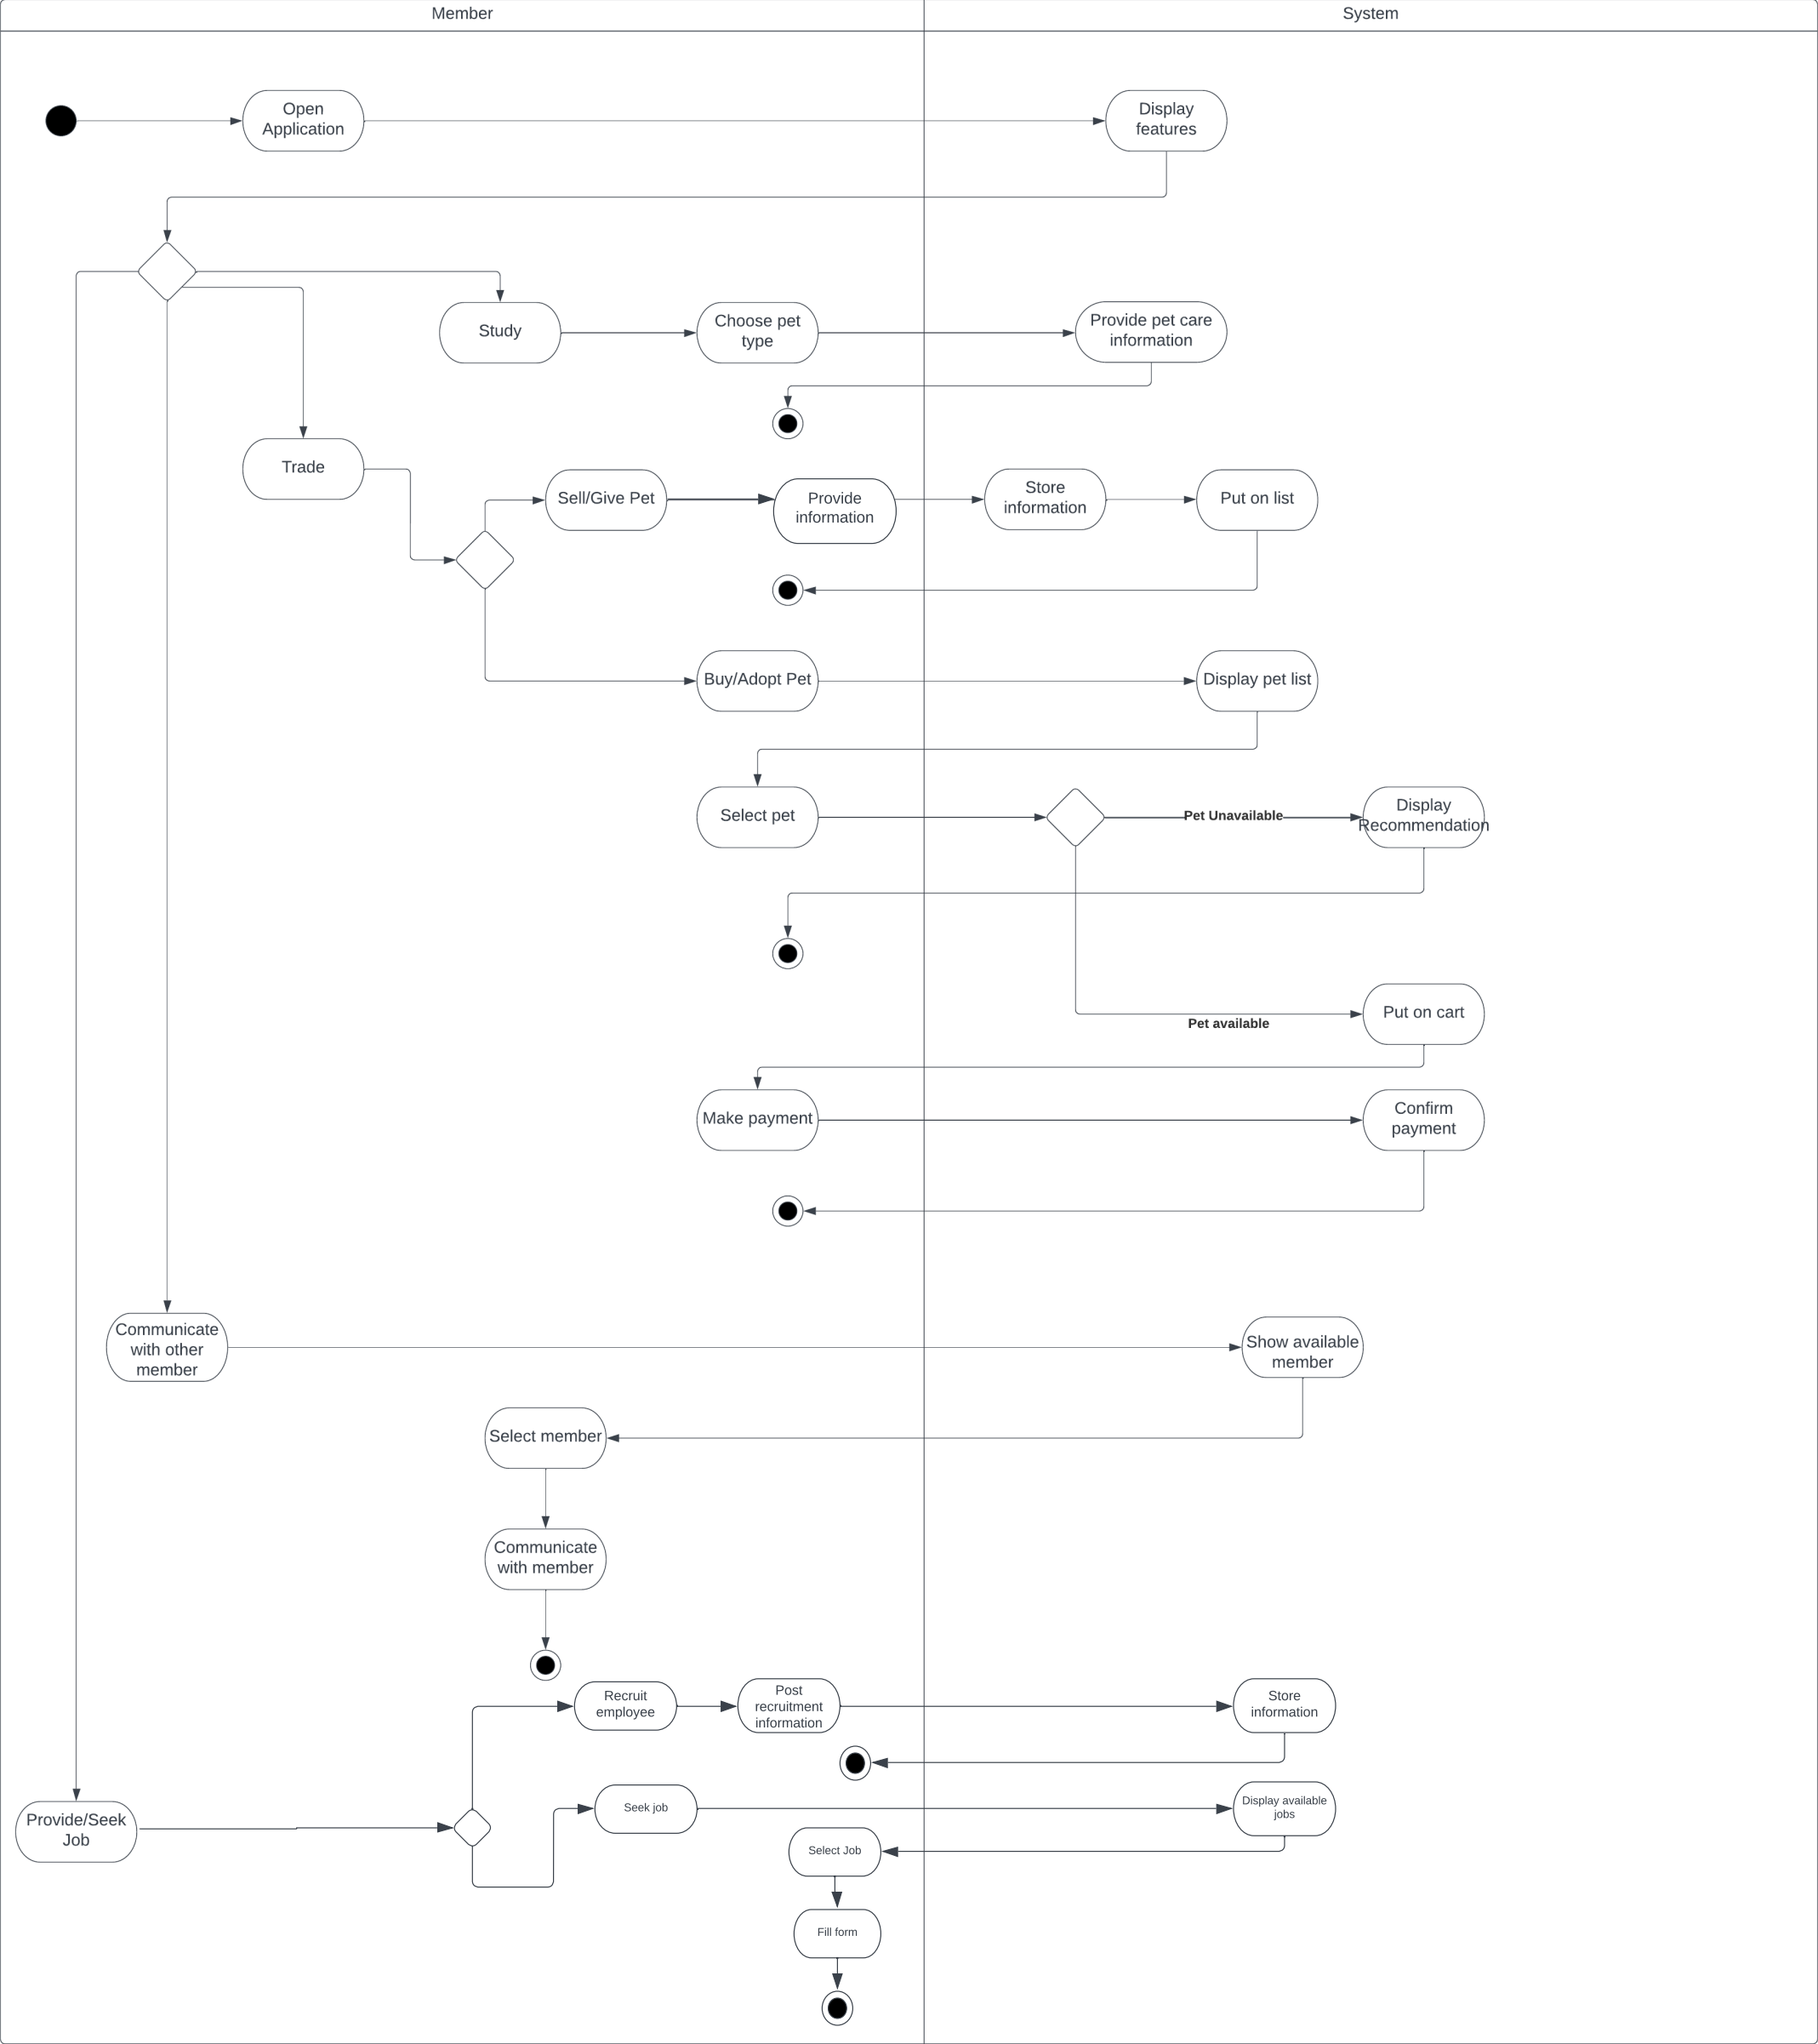 Member
System
Open
Application
Display
features
Study
Choose pet
type
Provide pet care
information
Trade
Sell/Give Pet
Provide
information
Store
information
Put on list
Buy/Adopt Pet
Display pet list
Select pet
Pet Unavailable
Display
Recommendation
Put on cart
Pet available
Make payment
Confirm
payment
Communicate
with other
member
Show available
member
Select member
Communicate
with member
Recruit
employee
Post
recruitment
information
Store
information
Provide/Seek
Job
Seek job
Display available
jobs
Select Job
Fill form